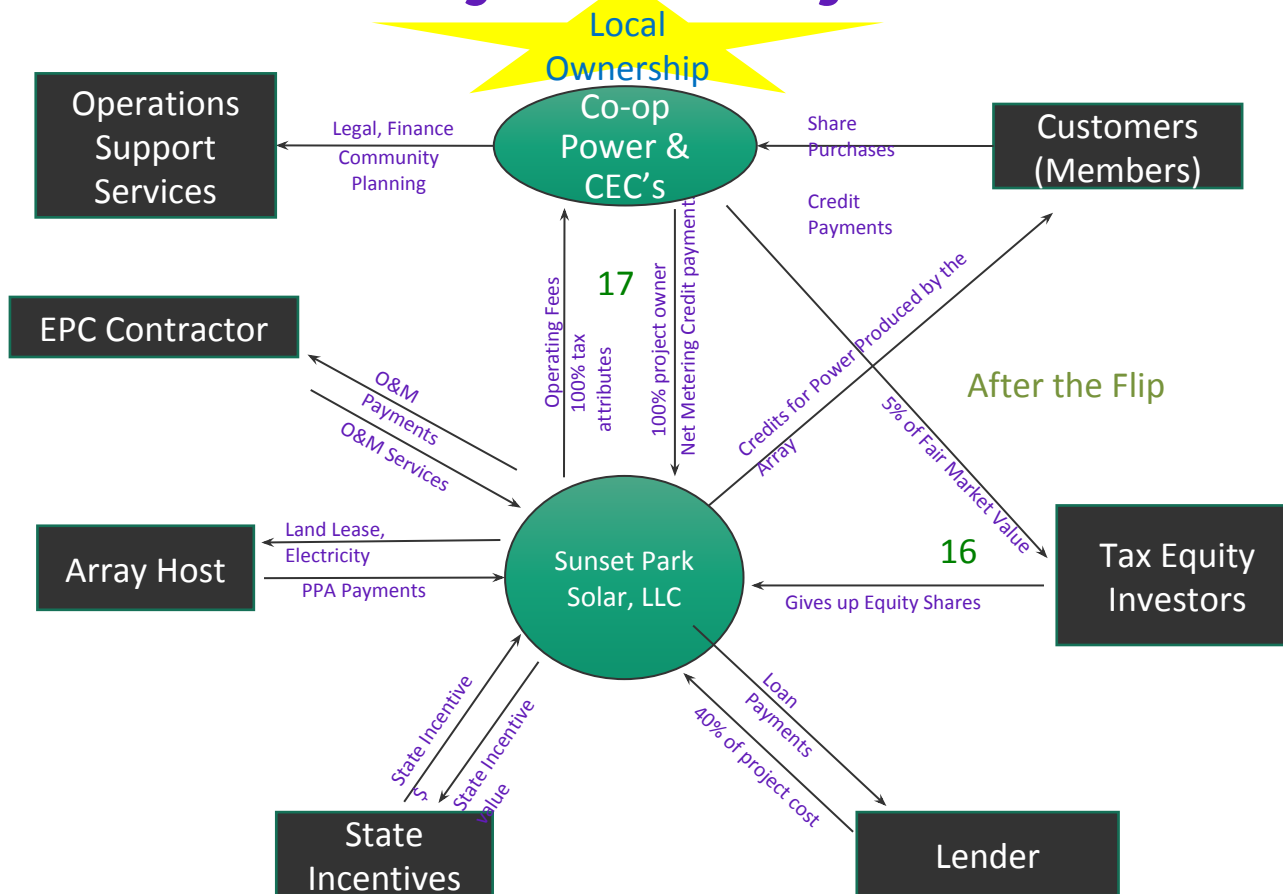 Local
Ownership
Operations
Support
Services
Legal, Finance
Community
Planning
Co-op
Power &
CEC’s
Share
Purchases
Credit
Payments
Customers
(Members)
EPC Contractor
O&M
Payments
O&M Services
Operating Fees
100% tax
attributes
17
100% project owner
Net Metering Credit payment
Credits for Power Produced by the
Array
After the Flip
5% of Fair Market Value
Array Host
Land Lease,
Electricity
PPA Payments
Sunset Park
Solar, LLC
16
Gives up Equity Shares
Tax Equity
Investors
State Incentive
$
State Incentive
value
Loan
Payments
40% of project cost
State
Incentives
Lender